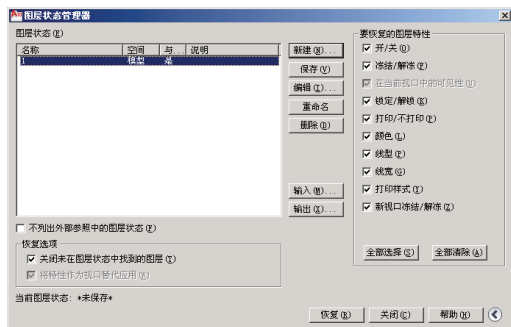 图层状态管理器
图层状态(E)
名称 空间 与... 说明
1 模型 是
新建(N)...
保存(V)
编辑(I)...
重命名
删除(D)
输入(M)...
输出(X)...
不列出外部参照中的图层状态(F)
恢复选项
关闭未在图层状态中找到的图层(T)
将特性作为视口替代应用(A)
当前图层状态: *未保存*
要恢复的图层特性
开/关(O)
冻结/解冻(Z)
在当前视口中的可见性(U)
锁定/解锁(K)
打印/不打印(P)
颜色(L)
线型(P)
线宽(G)
打印样式(Y)
新视口冻结/解冻(Z)
全部选择(S) 全部清除(A)
恢复(R) 关闭(C) 帮助(H)